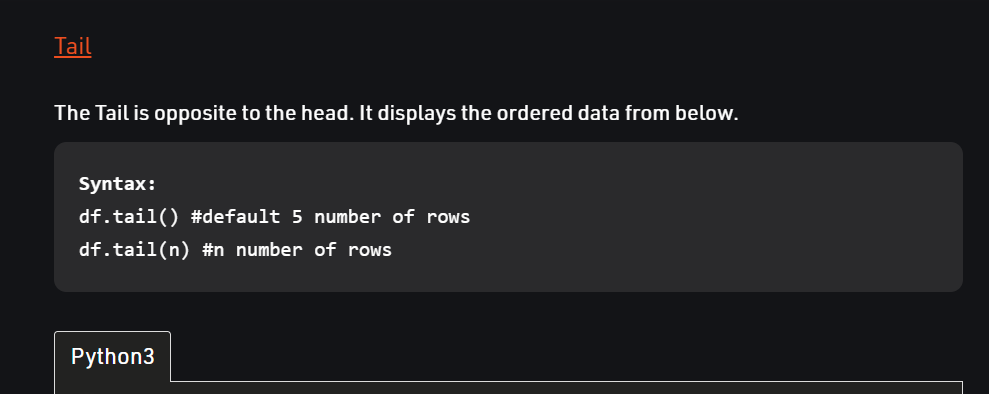 Tail
The Tail is opposite to the head. It displays the ordered data from below.
Syntax:
df.tail() #default 5 number of rows
df.tail(n) #n number of rows
Python3